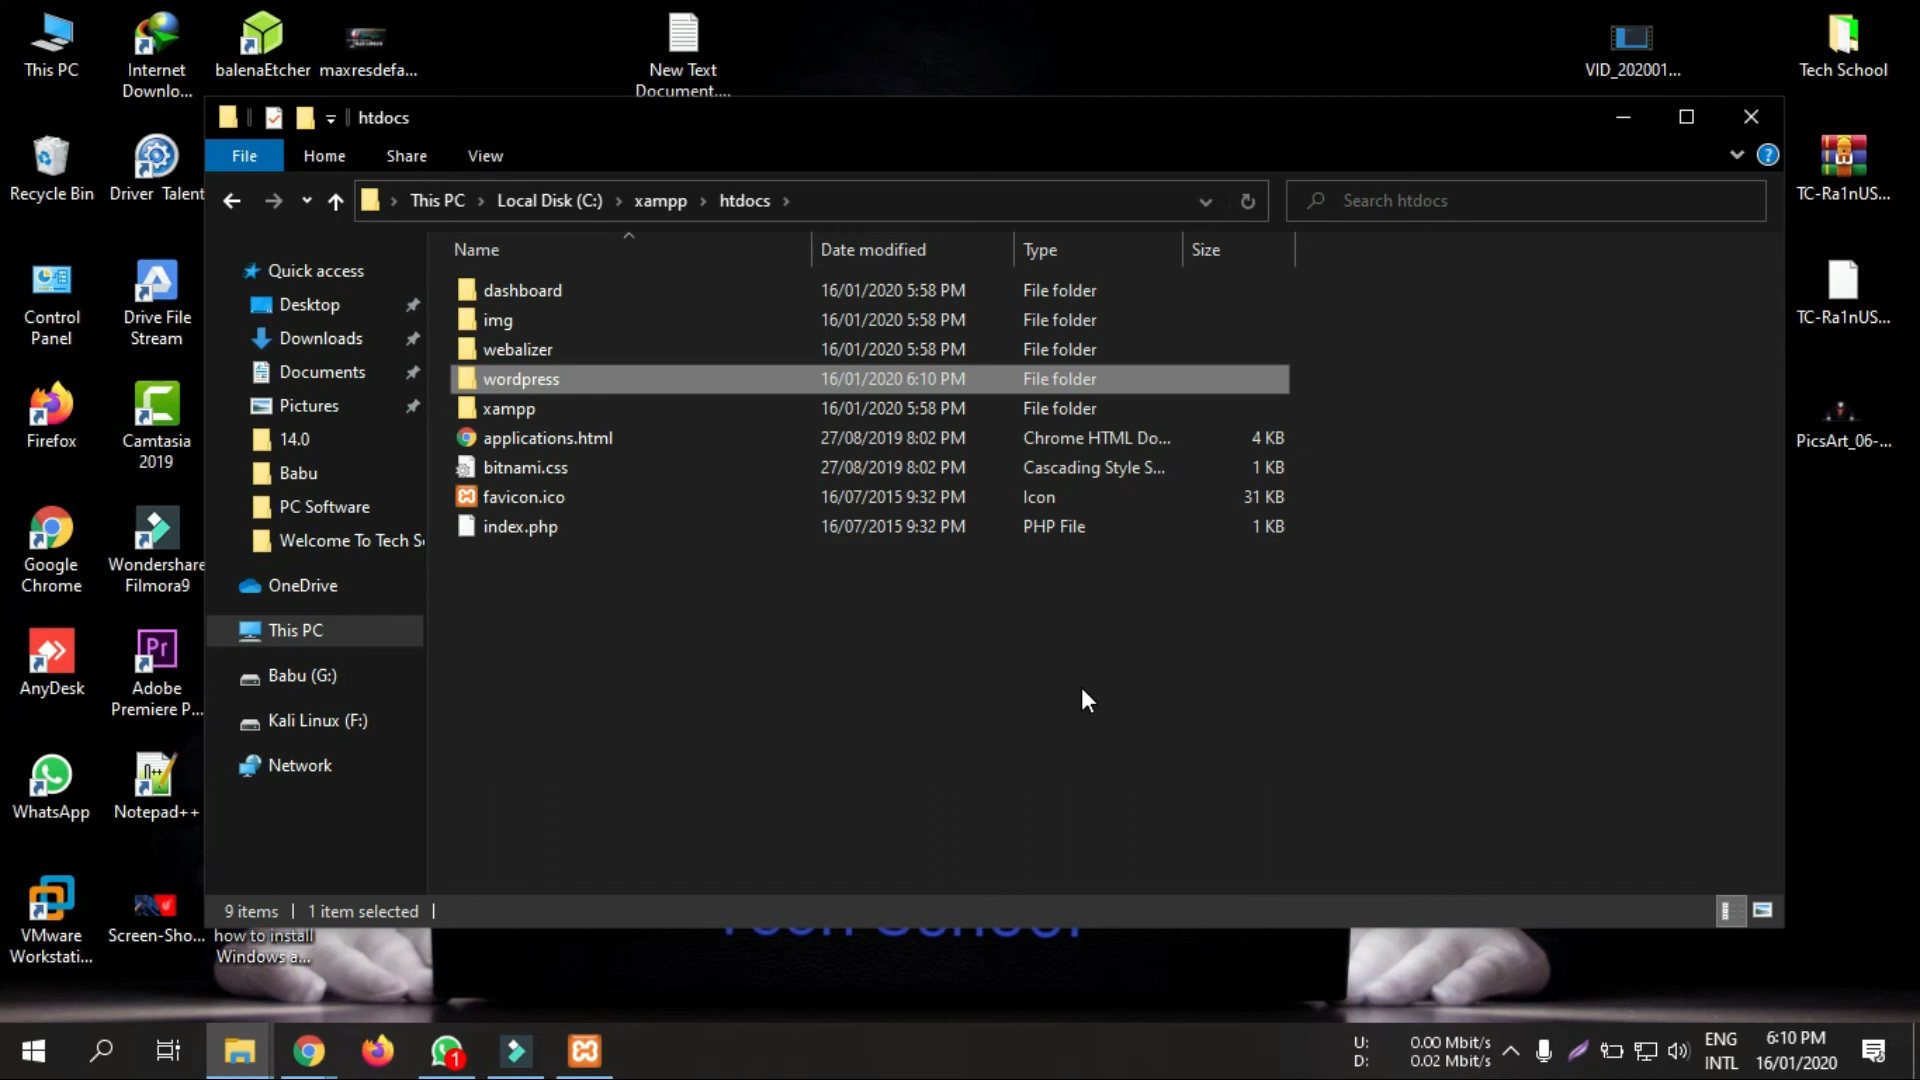 This PC
Internet
Downlo...
balenaEtcher
maxresdefa...
New Text
Document....
VID_202001...
Tech School
htdocs
File
Home
Share
View
Recycle Bin
Driver Talent
TC-Ra1nUS...
This PC
Local Disk (C:)
xampp
htdocs
Search htdocs
Name
Date modified
Type
Size
Quick access
Desktop
Downloads
Documents
Pictures
14.0
Babu
PC Software
Welcome To Tech S
OneDrive
This PC
Babu (G:)
Kali Linux (F:)
Network
dashboard 16/01/2020 5:58 PM File folder
img 16/01/2020 5:58 PM File folder
webalizer 16/01/2020 5:58 PM File folder
wordpress 16/01/2020 6:10 PM File folder
xampp 16/01/2020 5:58 PM File folder
applications.html 27/08/2019 8:02 PM Chrome HTML Do... 4 KB
bitnami.css 27/08/2019 8:02 PM Cascading Style S... 1 KB
favicon.ico 16/07/2015 9:32 PM Icon 31 KB
index.php 16/07/2015 9:32 PM PHP File 1 KB
Control
Panel
Drive File
Stream
TC-Ra1nUS...
Firefox
Camtasia
2019
PicsArt_06-...
Google
Chrome
Wondershare
Filmora9
AnyDesk
Pr
Adobe
Premiere P...
WhatsApp
Notepad++
VMware
Workstati...
Screen-Sho...
how to install
Windows a...
9 items
1 item selected
Tech School
1
U: 0.00 Mbit/s
D: 0.02 Mbit/s
ENG
INTL
6:10 PM
16/01/2020